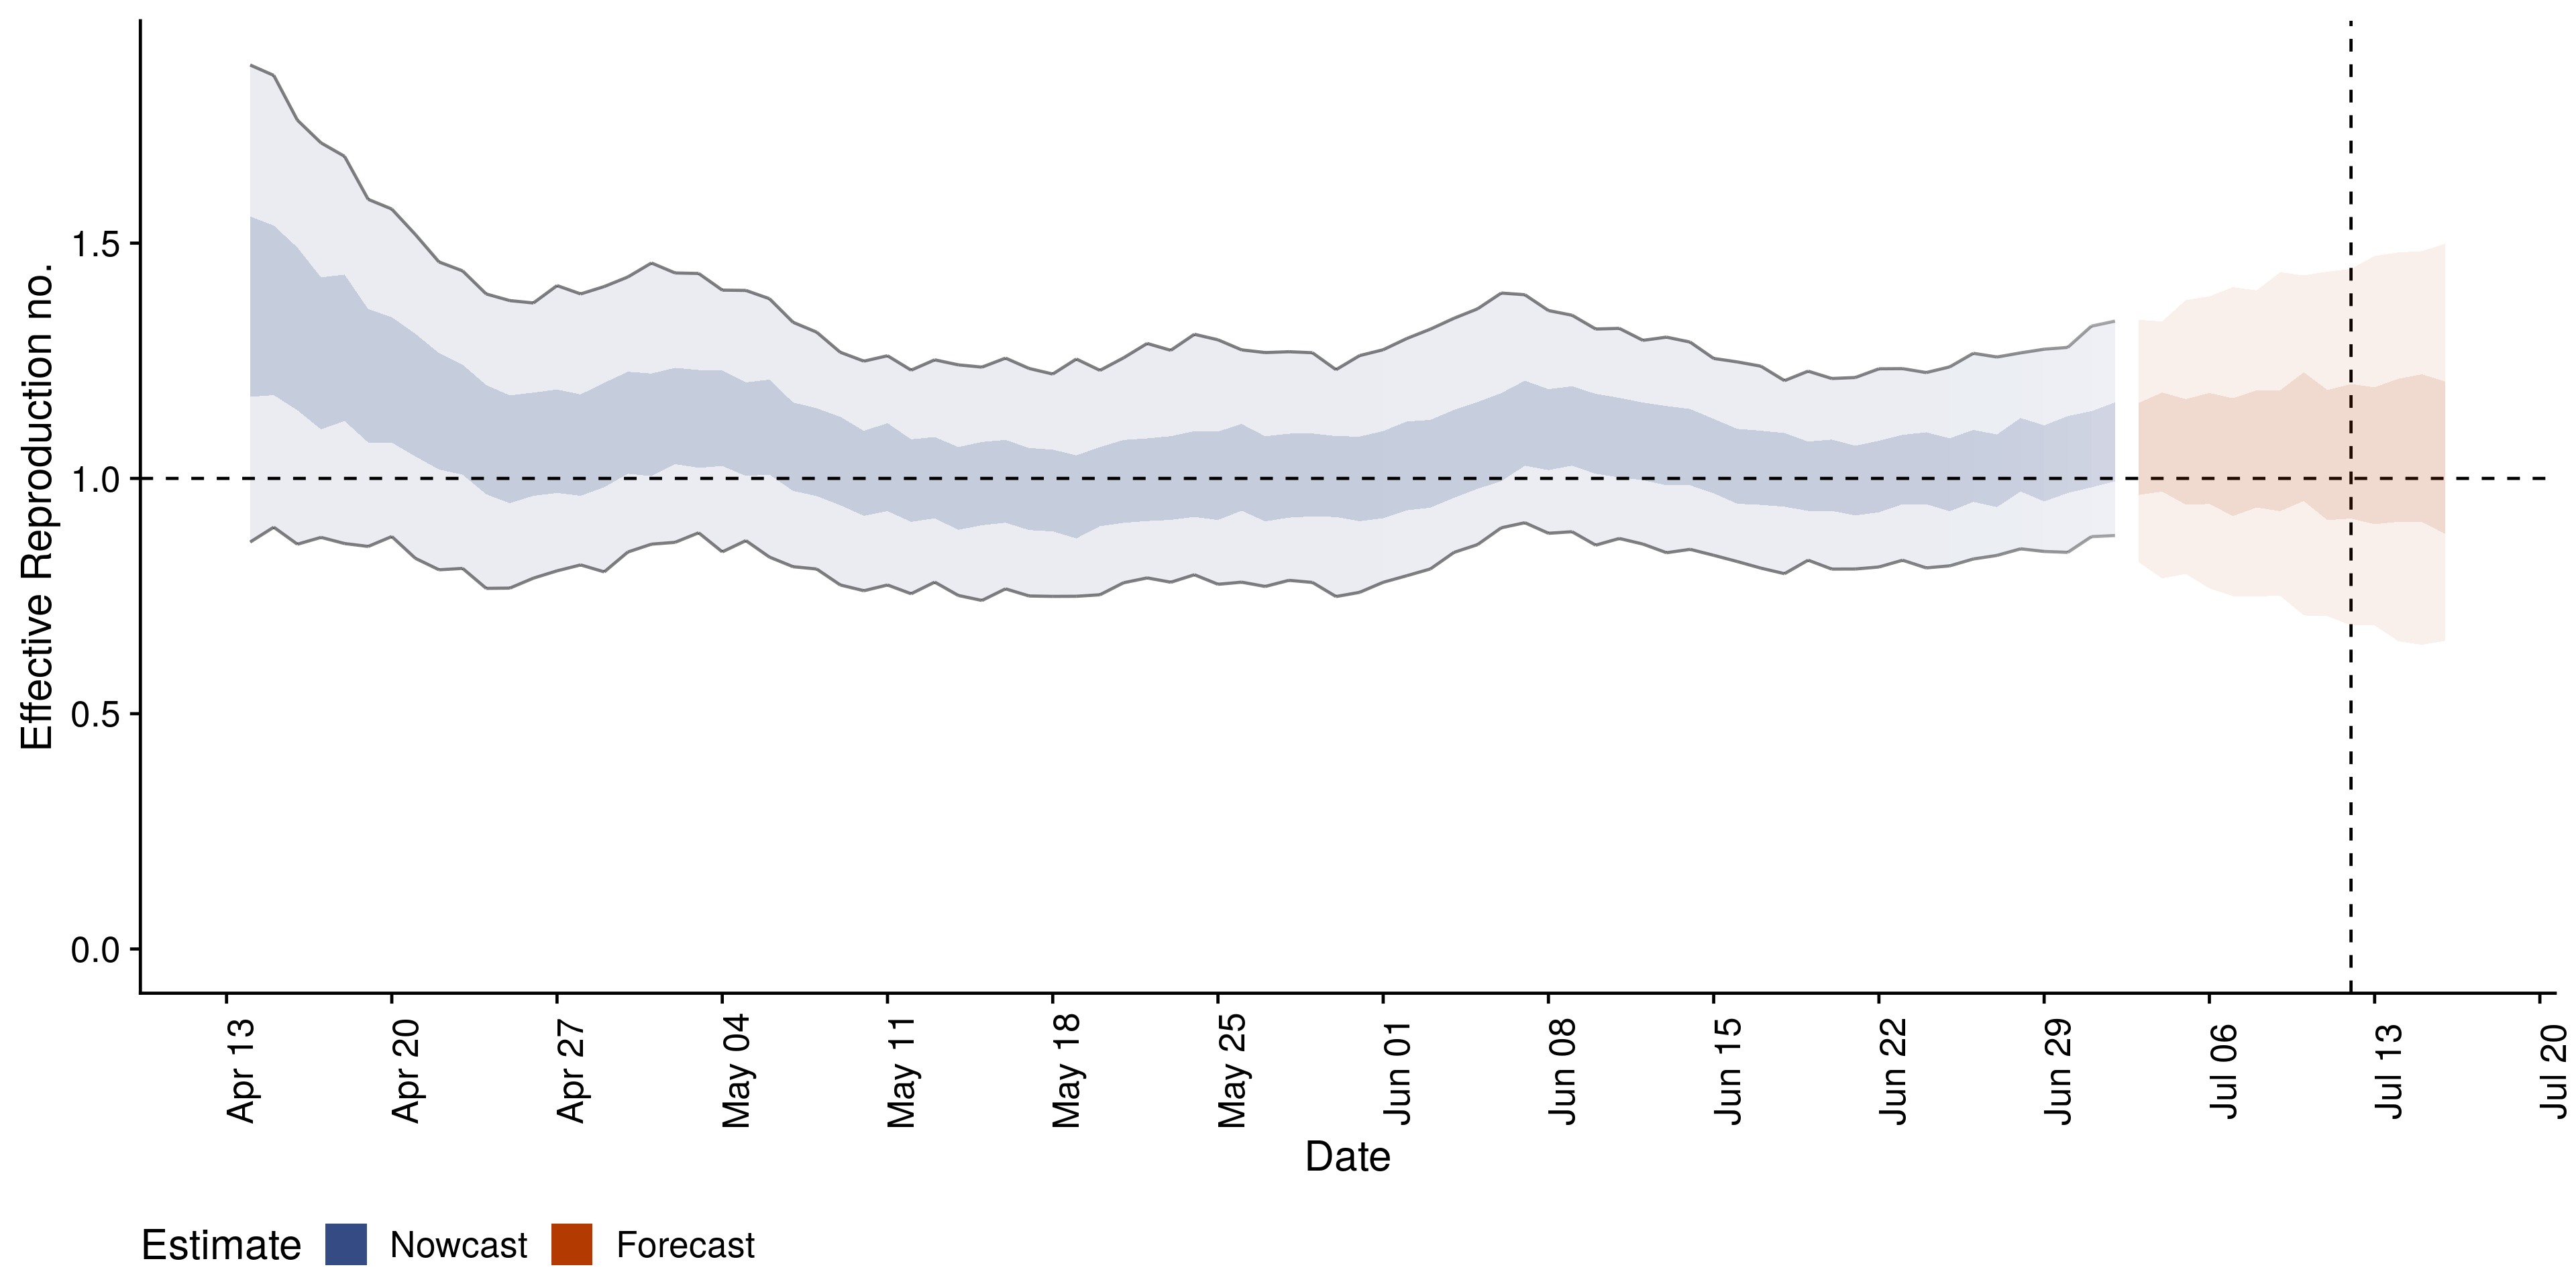 Effective Reproduction no.
1.5
1.0
0.5
0.0
Apr 13
Apr 20
Apr 27
May 04
May 11
May 18
May 25
Jun 01
Jun 08
Jun 15
Jun 22
Jun 29
Jul 06
Jul 13
Jul 20
Date
Estimate Nowcast Forecast